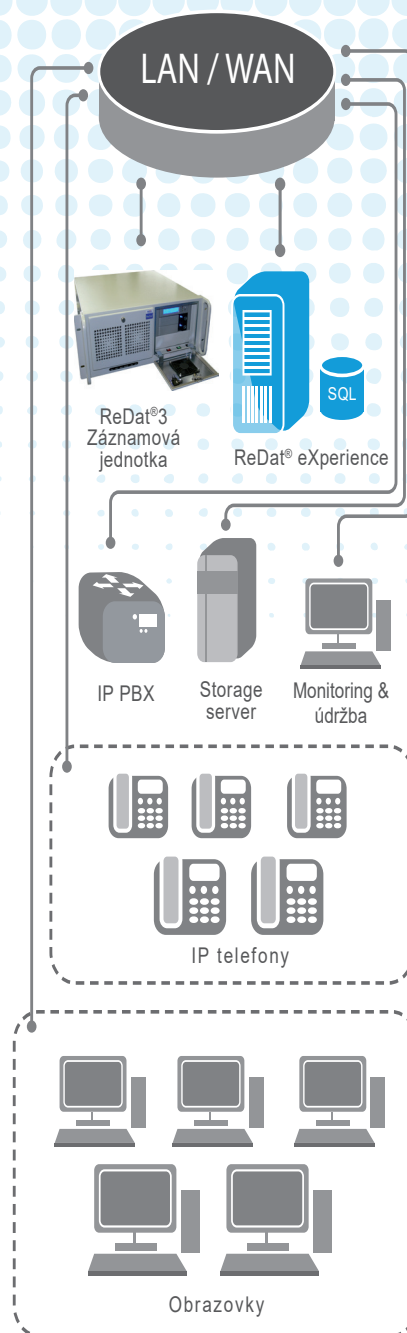 LAN / WAN
ReDat®3
Záznamová
jednotka
SQL
ReDat® eXperience
IP PBX
Storage
server
Monitoring &
údržba
IP telefony
Obrazovky